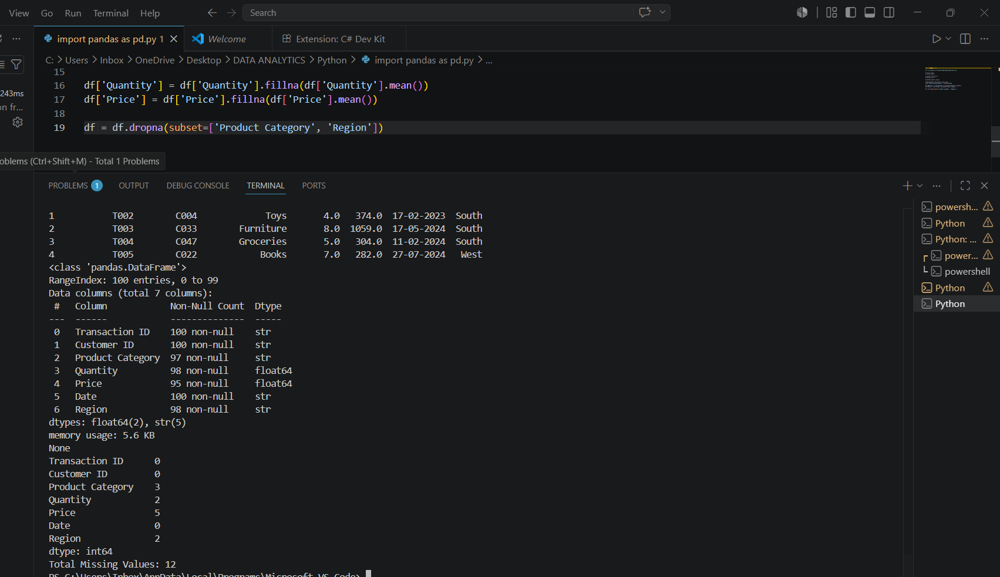 View Go Run Terminal Help Search
import pandas as pd.py 1 Welcome Extension: C# Dev Kit
C: > Users > Inbox > OneDrive > Desktop > DATA ANALYTICS > Python > import pandas as pd.py > ...
15
16 df['Quantity'] = df['Quantity'].fillna(df['Quantity'].mean())
243ms
17 df['Price'] = df['Price'].fillna(df['Price'].mean())
on fr...
18
19 df = df.dropna(subset=['Product Category', 'Region'])
oblems (Ctrl+Shift+M) - Total 1 Problems
PROBLEMS 1 OUTPUT DEBUG CONSOLE TERMINAL PORTS
1 T002 C004 Toys 4.0 374.0 17-02-2023 South
2 T003 C033 Furniture 8.0 1059.0 17-05-2024 South
3 T004 C047 Groceries 5.0 304.0 11-02-2024 South
4 T005 C022 Books 7.0 282.0 27-07-2024 West
<class 'pandas.DataFrame'>
RangeIndex: 100 entries, 0 to 99
Data columns (total 7 columns):
# Column Non-Null Count Dtype
--- ------ -------------- -----
0 Transaction ID 100 non-null str
1 Customer ID 100 non-null str
2 Product Category 97 non-null str
3 Quantity 98 non-null float64
4 Price 95 non-null float64
5 Date 100 non-null str
6 Region 98 non-null str
dtypes: float64(2), str(5)
memory usage: 5.6 KB
None
Transaction ID 0
Customer ID 0
Product Category 3
Quantity 2
Price 5
Date 0
Region 2
dtype: int64
Total Missing Values: 12
PS C:\Users\Inbox\AppData\Local\Programs\Microsoft VS Code>
powersh...
Python
Python: ...
power...
powershell
Python
Python